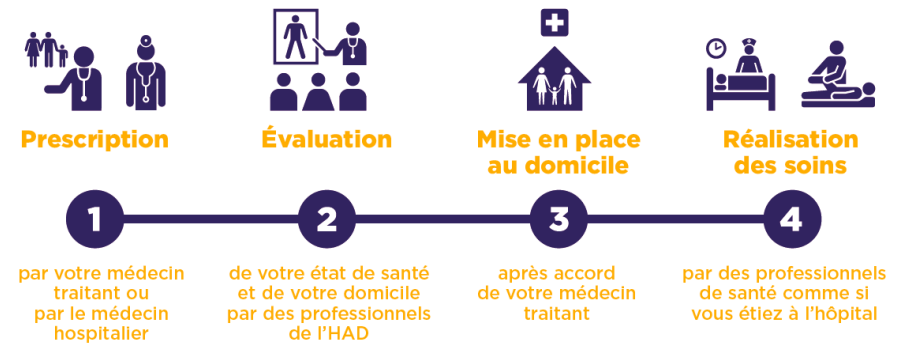 Prescription
Évaluation
Mise en place
au domicile
Réalisation
des soins
1
2
3
4
par votre médecin
traitant ou
par le médecin
hospitalier
de votre état de santé
et de votre domicile
par des professionnels
de l'HAD
après accord
de votre médecin
traitant
par des professionnels
de santé comme si
vous étiez à l'hôpital